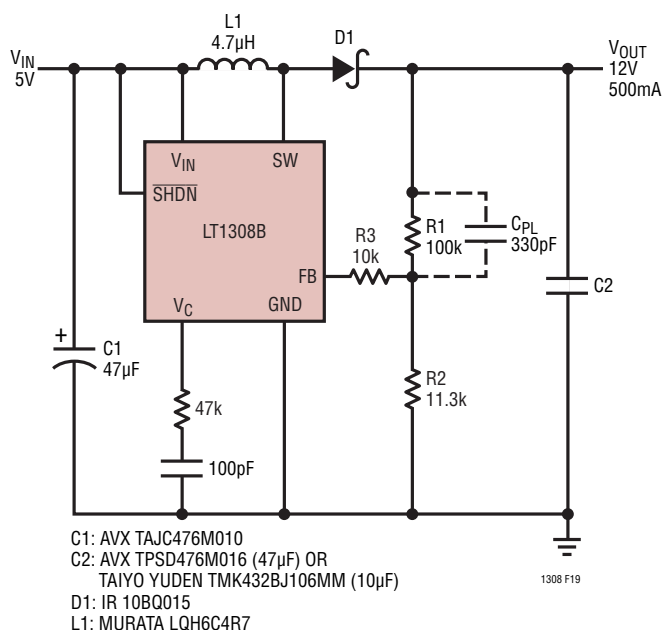 L1
4.7µH
D1
VIN
5V
VOUT
12V
500mA
VIN
SW
SHDN
LT1308B
R3
10k
R1
100k
CPL
330pF
FB
VC
GND
C2
+
C1
47µF
R2
11.3k
47k
100pF
C1: AVX TAJC476M010
C2: AVX TPSD476M016 (47µF) OR
TAIYO YUDEN TMK432BJ106MM (10µF)
D1: IR 10BQ015
L1: MURATA LQH6C4R7
1308 F19